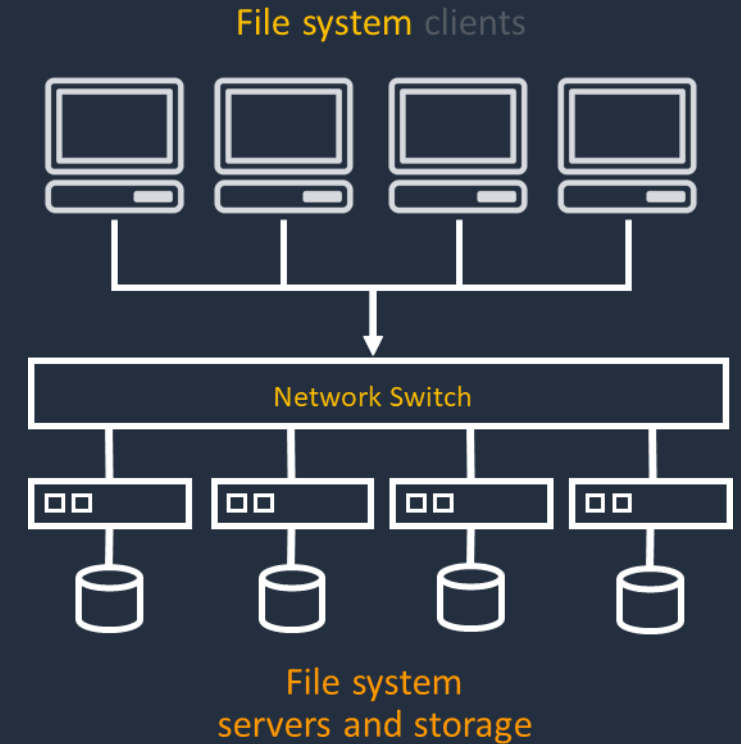 File system clients
Network Switch
File system
servers and storage